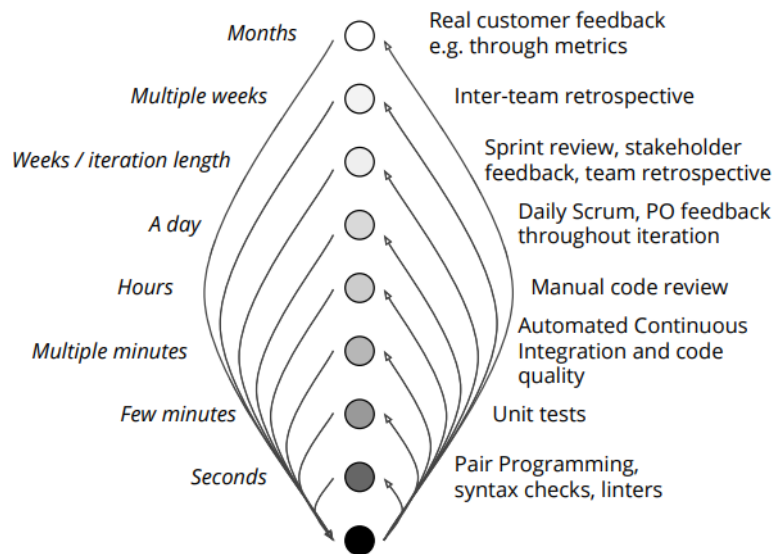 Months
Real customer feedback
e.g. through metrics
Multiple weeks
Inter-team retrospective
Weeks / iteration length
Sprint review, stakeholder
feedback, team retrospective
A day
Daily Scrum, PO feedback
throughout iteration
Hours
Manual code review
Multiple minutes
Automated Continuous
Integration and code
quality
Few minutes
Unit tests
Seconds
Pair Programming,
syntax checks, linters